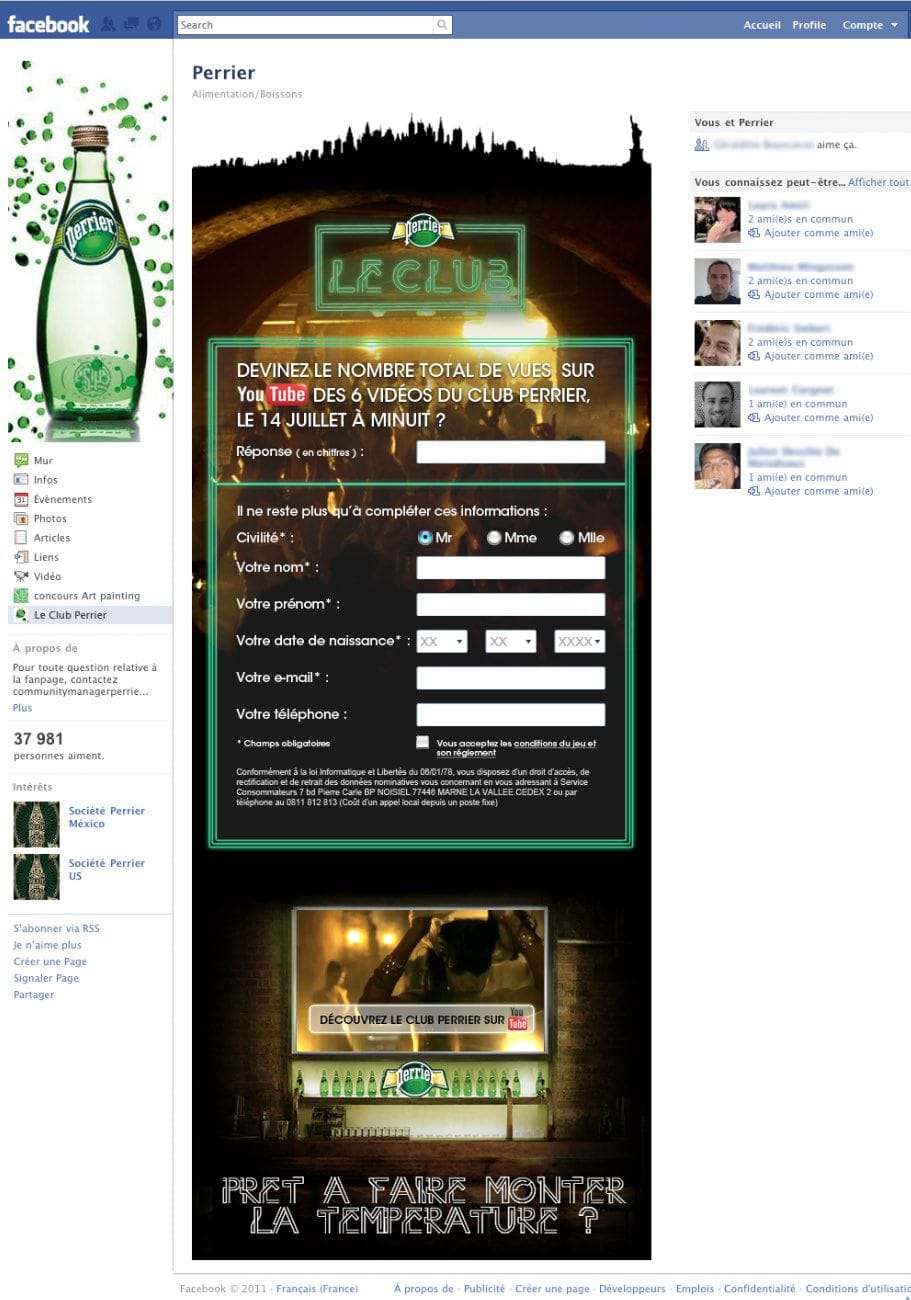 facebook
Search
Accueil Profile Compte
Perrier
Alimentation/Boissons
perrier
Mur
Infos
Évènements
Photos
Articles
Liens
Vidéo
concours Art painting
Le Club Perrier
À propos de
Pour toute question relative à
la fanpage, contactez
communitymanagerperrie...
Plus
37 981
personnes aiment.
Intérêts
Société Perrier
México
Société Perrier
US
S'abonner via RSS
Je n'aime plus
Créer une Page
Signaler Page
Partager
perrier
LE CLUB
DEVINEZ LE NOMBRE TOTAL DE VUES SUR
YouTube DES 6 VIDÉOS DU CLUB PERRIER,
LE 14 JUILLET À MINUIT ?
Réponse ( en chiffres ) :
Il ne reste plus qu'à compléter ces informations :
Civilité* : Mr Mme Mlle
Votre nom* :
Votre prénom* :
Votre date de naissance* : XX XX XXXX
Votre e-mail* :
Votre téléphone :
* Champs obligatoires
Vous acceptez les conditions du jeu et
son réglement
Conformément à la loi Informatique et Libertés du 06/01/78, vous disposez d'un droit d'accès, de
rectification et de retrait des données nominatives vous concernant en vous adressant à Service
Consommateurs 7 bd Pierre Carle BP NOISIEL 77446 MARNE LA VALLEE CEDEX 2 ou par
téléphone au 0811 812 813 (Coût d'un appel local depuis un poste fixe)
DÉCOUVREZ LE CLUB PERRIER SUR YouTube
perrier
PRET A FAIRE MONTER
LA TEMPERATURE ?
Vous et Perrier
aime ça.
Vous connaissez peut-être... Afficher tout
2 ami(e)s en commun
Ajouter comme ami(e)
2 ami(e)s en commun
Ajouter comme ami(e)
2 ami(e)s en commun
Ajouter comme ami(e)
1 ami(e) en commun
Ajouter comme ami(e)
1 ami(e) en commun
Ajouter comme ami(e)
Facebook © 2011 · Français (France)
À propos de · Publicité · Créer une page · Développeurs · Emplois · Confidentialité · Conditions d'utilisatio